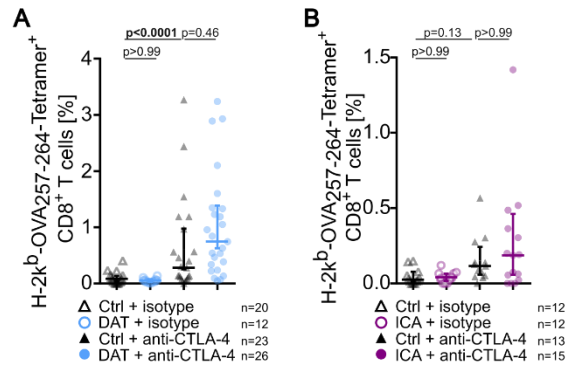 A
p<0.0001 p=0.46
p>0.99
H-2kb-OVA257-264-Tetramer+
CD8+ T cells [%]
4
3
2
1
0
Ctrl + isotype n=20
DAT + isotype n=12
Ctrl + anti-CTLA-4 n=23
DAT + anti-CTLA-4 n=26
B
p=0.13 p>0.99
p>0.99
H-2kb-OVA257-264-Tetramer+
CD8+ T cells [%]
1.5
1.0
0.5
0.0
Ctrl + isotype n=12
ICA + isotype n=12
Ctrl + anti-CTLA-4 n=13
ICA + anti-CTLA-4 n=15